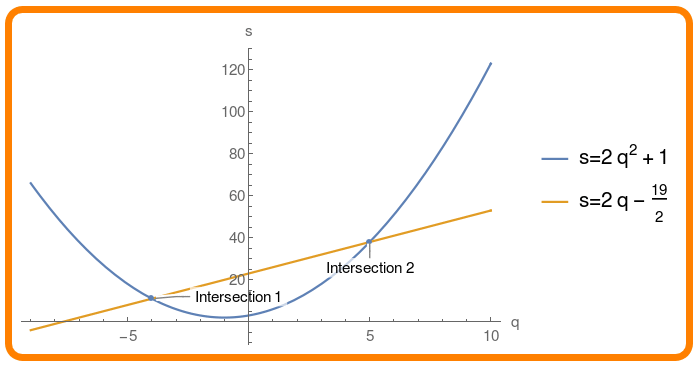 s
120
100
80
60
40
20
−5
5
10
q
Intersection 1
Intersection 2
s=2 q² + 1
s=2 q − 19/2